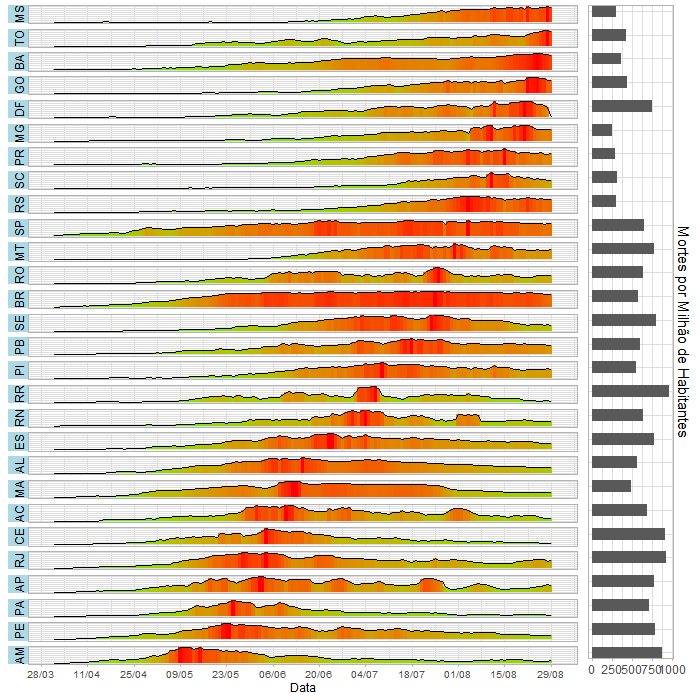 MS
TO
BA
GO
DF
MG
PR
SC
RS
SP
MT
RO
BR
SE
PB
PI
RR
RN
ES
AL
MA
AC
CE
RJ
AP
PA
PE
AM
28/03 11/04 25/04 09/05 23/05 06/06 20/06 04/07 18/07 01/08 15/08 29/08
Data
0 250 500 750 1000
Mortes por Milhão de Habitantes